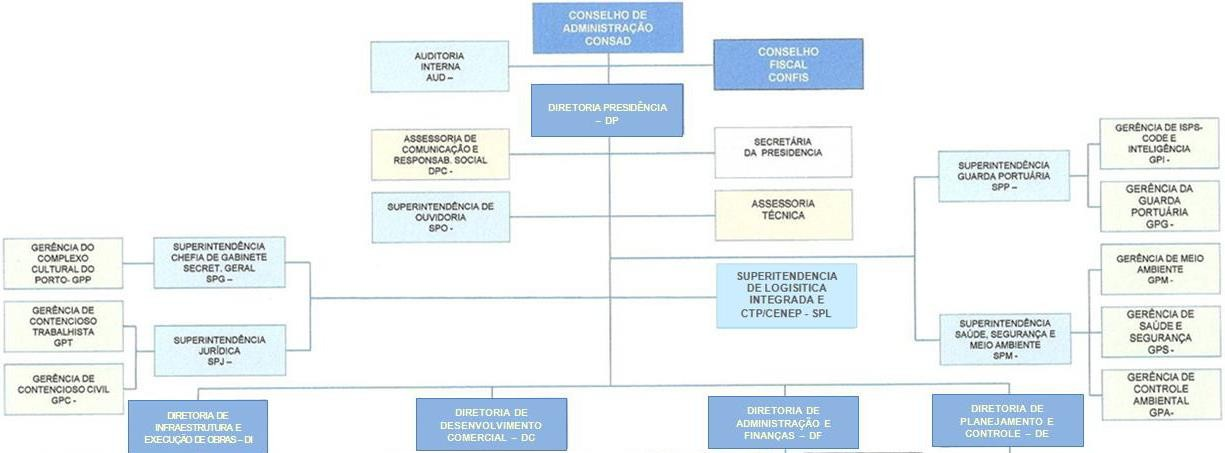 CONSELHO DE
ADMINISTRAÇÃO
CONSAD
AUDITORIA
INTERNA
AUD –
CONSELHO
FISCAL
CONFIS
DIRETORIA PRESIDÊNCIA
– DP
ASSESSORIA DE
COMUNICAÇÃO E
RESPONSAB. SOCIAL
DPC -
SECRETÁRIA
DA PRESIDENCIA
SUPERINTENDÊNCIA DE
OUVIDORIA
SPO -
ASSESSORIA
TÉCNICA
SUPERINTENDÊNCIA
GUARDA PORTUÁRIA
SPP –
GERÊNCIA DE ISPS-
CODE E
INTELIGÊNCIA
GPI -
GERÊNCIA DA
GUARDA
PORTUÁRIA
GPG -
GERÊNCIA DO
COMPLEXO
CULTURAL DO
PORTO- GPP
SUPERINTENDÊNCIA
CHEFIA DE GABINETE
SECRET. GERAL
SPG –
SUPERITENDENCIA
DE LOGISITICA
INTEGRADA E
CTP/CENEP - SPL
GERÊNCIA DE MEIO
AMBIENTE
GPM -
GERÊNCIA DE
CONTENCIOSO
TRABALHISTA
GPT
SUPERINTENDÊNCIA
JURÍDICA
SPJ –
SUPERINTENDÊNCIA
SAÚDE, SEGURANÇA E
MEIO AMBIENTE
SPM -
GERÊNCIA DE
SAÚDE E
SEGURANÇA
GPS -
GERÊNCIA DE
CONTENCIOSO CIVIL
GPC -
GERÊNCIA DE
CONTROLE
AMBIENTAL
GPA-
DIRETORIA DE
INFRAESTRUTURA E
EXECUÇÃO DE OBRAS – DI
DIRETORIA DE
DESENVOLVIMENTO
COMERCIAL – DC
DIRETORIA DE
ADMINISTRAÇÃO E
FINANÇAS – DF
DIRETORIA DE
PLANEJAMENTO E
CONTROLE – DE